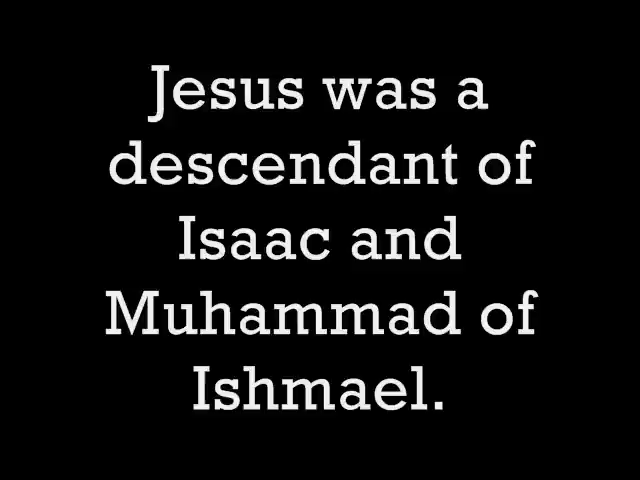 Jesus was a
descendant of
Isaac and
Muhammad of
Ishmael.